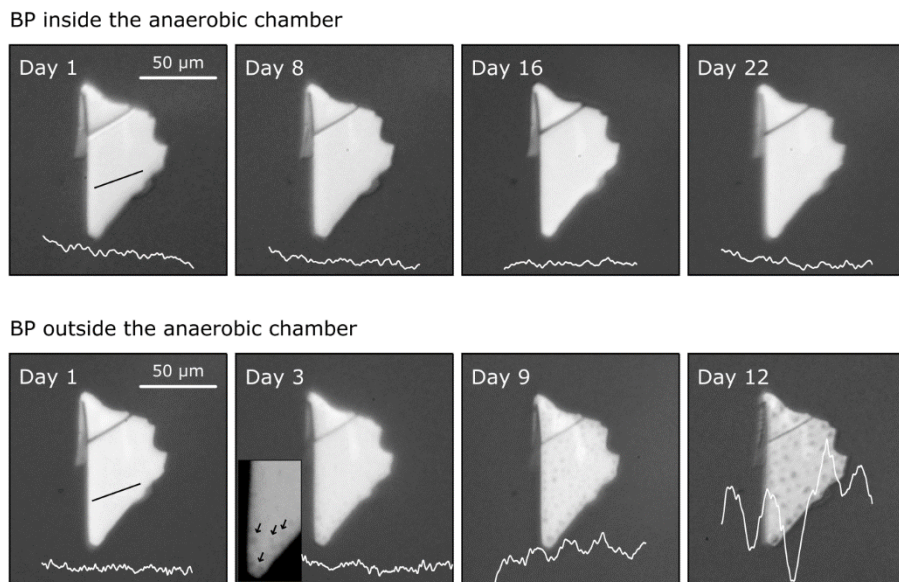 BP inside the anaerobic chamber
Day 1
50 μm
Day 8
Day 16
Day 22
BP outside the anaerobic chamber
Day 1
50 μm
Day 3
Day 9
Day 12